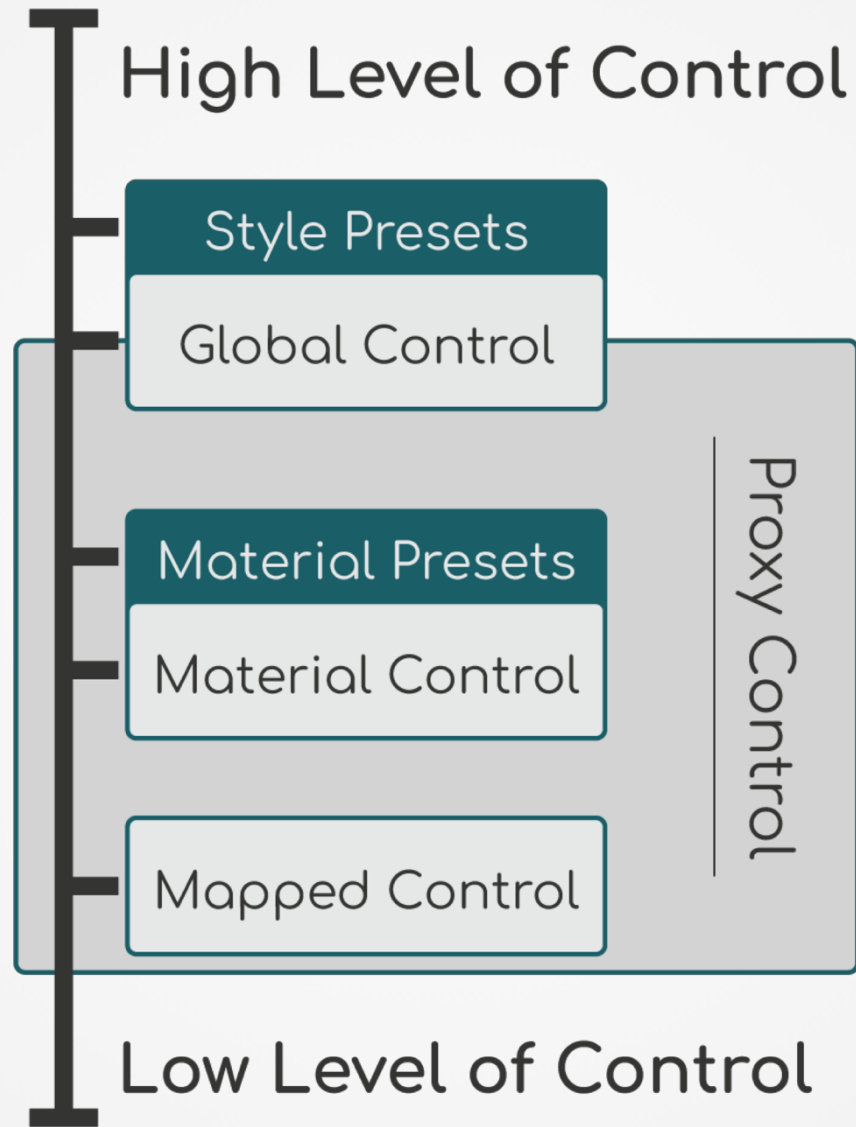 High Level of Control
Style Presets
Global Control
Material Presets
Material Control
Mapped Control
Proxy Control
Low Level of Control